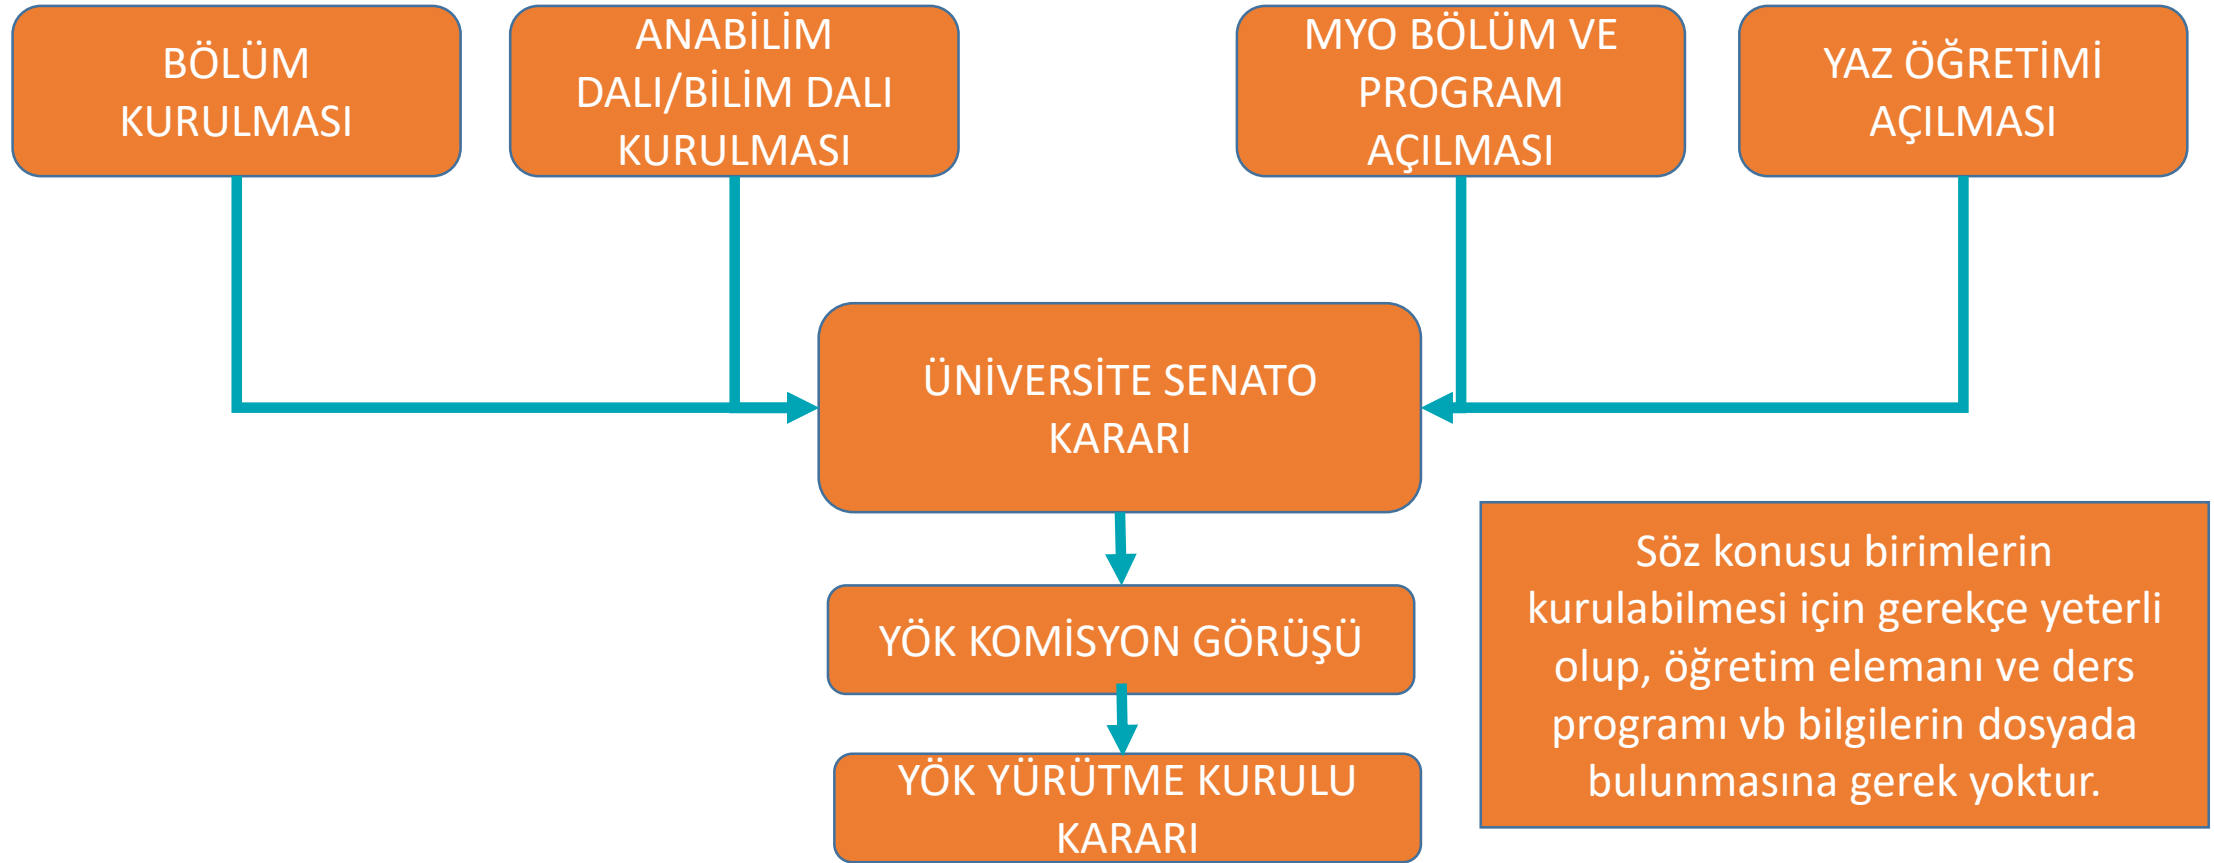 BÖLÜM
KURULMASI
ANABİLİM
DALI/BİLİM DALI
KURULMASI
MYO BÖLÜM VE
PROGRAM
AÇILMASI
YAZ ÖĞRETİMİ
AÇILMASI
ÜNİVERSİTE SENATO
KARARI
YÖK KOMİSYON GÖRÜŞÜ
YÖK YÜRÜTME KURULU
KARARI
Söz konusu birimlerin
kurulabilmesi için gerekçe yeterli
olup, öğretim elemanı ve ders
programı vb bilgilerin dosyada
bulunmasına gerek yoktur.